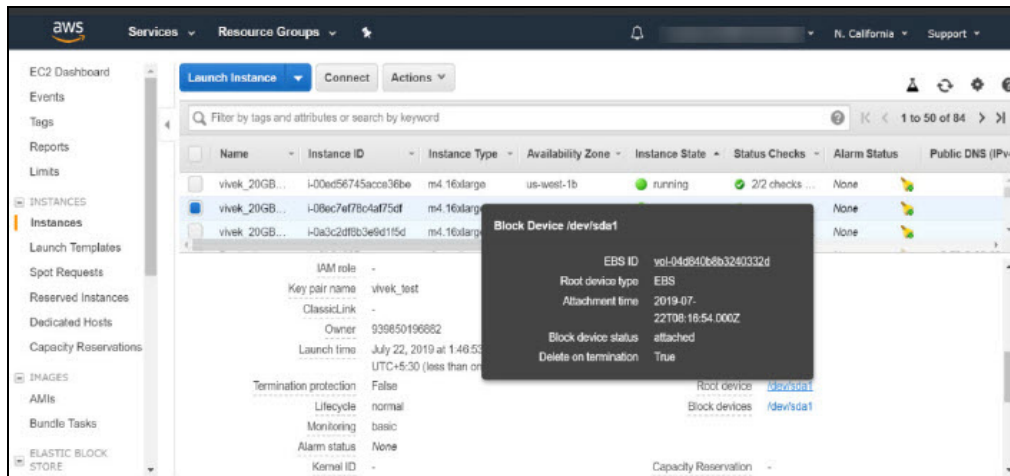 aws Services Resource Groups N. California Support
EC2 Dashboard
Events
Tags
Reports
Limits
INSTANCES
Instances
Launch Templates
Spot Requests
Reserved Instances
Dedicated Hosts
Capacity Reservations
IMAGES
AMIs
Bundle Tasks
ELASTIC BLOCK
STORE
Launch Instance Connect Actions
Filter by tags and attributes or search by keyword 1 to 50 of 84
Name Instance ID Instance Type Availability Zone Instance State Status Checks Alarm Status Public DNS (IPv
vivek_20GB... i-00ed56745acce36be m4.16xlarge us-west-1b running 2/2 checks ... None
vivek_20GB... i-08ec7ef78c4af75df m4.16xlarge None
vivek_20GB... i-0a3c2df8b3e9d1f5d m4.16xlarge None
Block Device /dev/sda1
EBS ID vol-04d840b8b3240332d
Root device type EBS
Attachment time 2019-07-
22T08:16:54.000Z
Block device status attached
Delete on termination True
IAM role -
Key pair name vivek_test
ClassicLink -
Owner 939850196882
Launch time July 22, 2019 at 1:46:53
UTC+5:30 (less than on
Termination protection False
Lifecycle normal
Monitoring basic
Alarm status None
Kernel ID -
Root device /dev/sda1
Block devices /dev/sda1
Capacity Reservation -